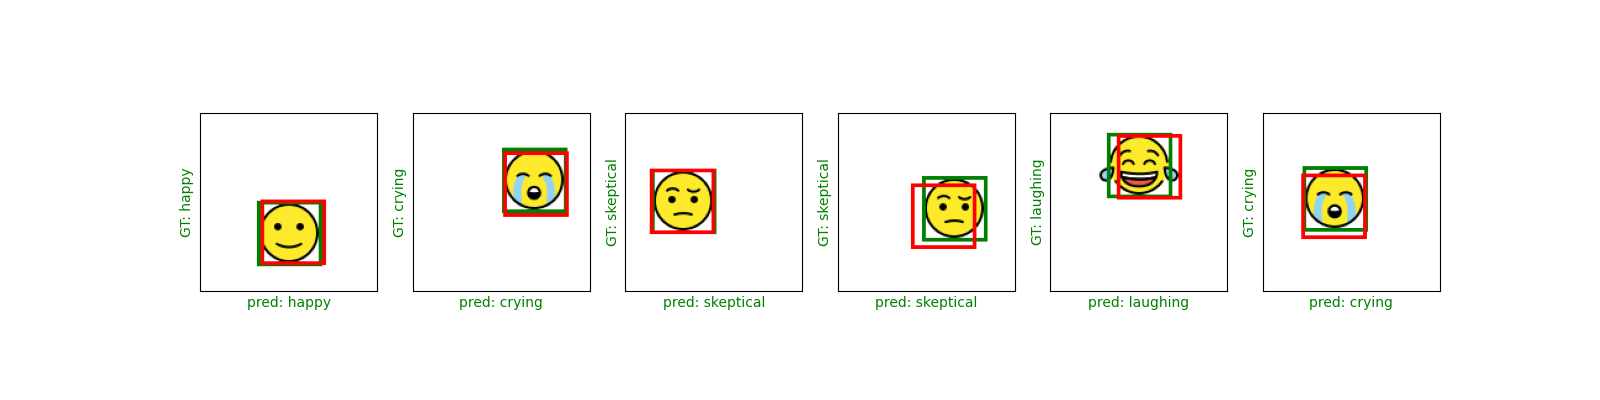 GT: happy
pred: happy
GT: crying
pred: crying
GT: skeptical
pred: skeptical
GT: skeptical
pred: skeptical
GT: laughing
pred: laughing
GT: crying
pred: crying